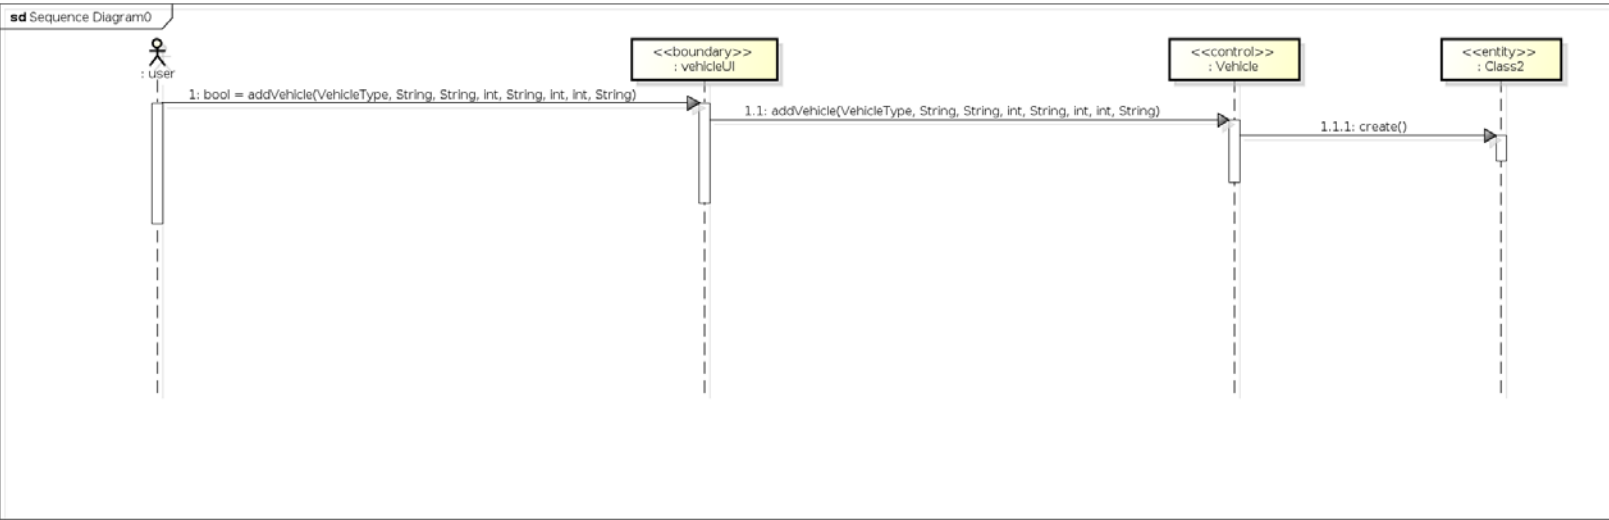 sd Sequence Diagram0
: user
<<boundary>>
: vehicleUI
<<control>>
: Vehicle
<<entity>>
: Class2
1: bool = addVehicle(VehicleType, String, String, int, String, int, int, String)
1.1: addVehicle(VehicleType, String, String, int, String, int, int, String)
1.1.1: create()